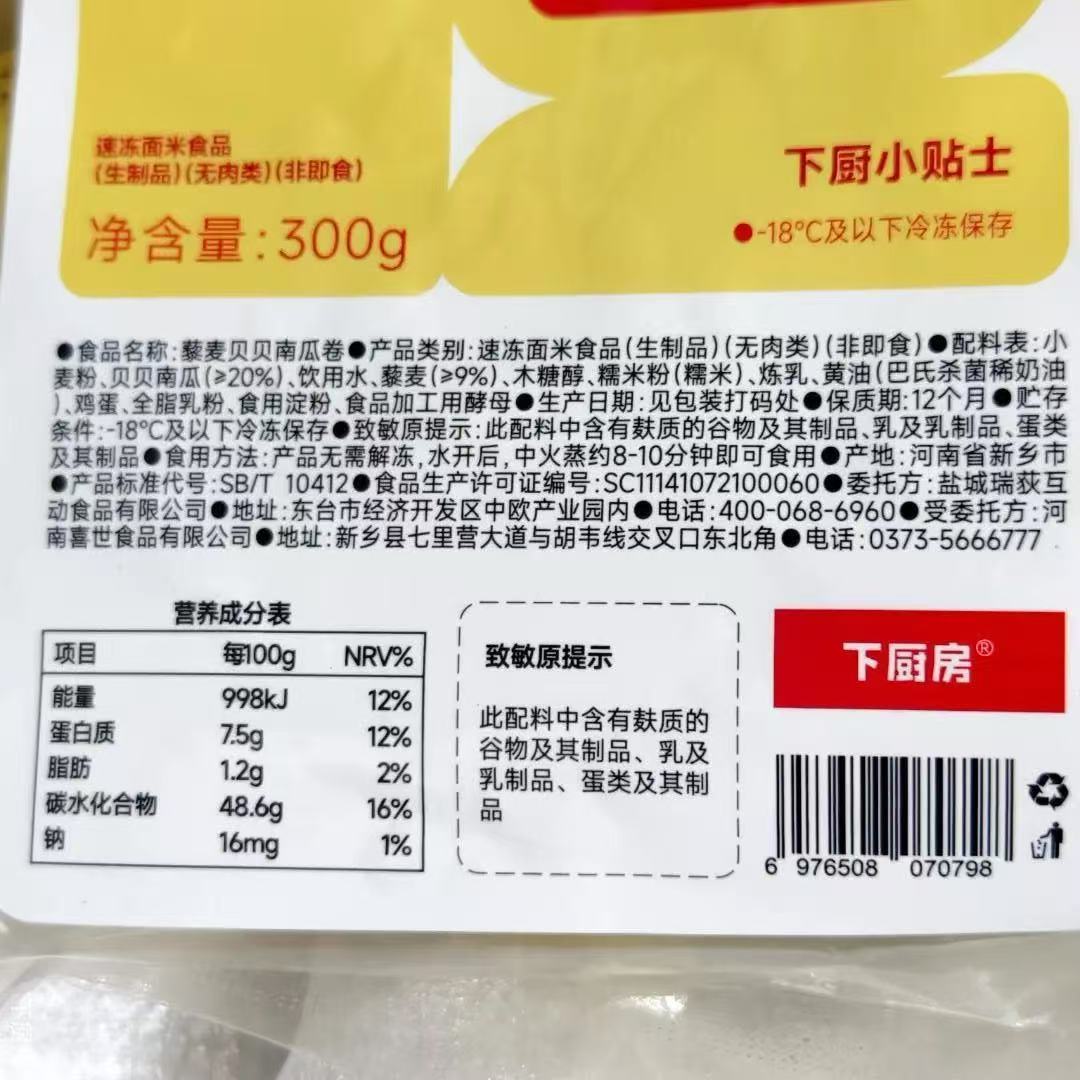 速冻面米食品
(生制品)(无肉类)(非即食)
净含量:300g
下厨小贴士
●-18℃及以下冷冻保存
●食品名称:藜麦贝贝南瓜卷●产品类别:速冻面米食品(生制品)(无肉类)(非即食)●配料表:小
麦粉、贝贝南瓜(≥20%)、饮用水、藜麦(≥9%)、木糖醇、糯米粉(糯米)、炼乳、黄油(巴氏杀菌稀奶油
)、鸡蛋、全脂乳粉、食用淀粉、食品加工用酵母●生产日期:见包装打码处●保质期:12个月●贮存
条件:-18℃及以下冷冻保存●致敏原提示:此配料中含有麸质的谷物及其制品、乳及乳制品、蛋类
及其制品●食用方法:产品无需解冻,水开后,中火蒸约8-10分钟即可食用●产地:河南省新乡市
●产品标准代号:SB/T 10412●食品生产许可证编号:SC11141072100060●委托方:盐城瑞荻互
动食品有限公司●地址:东台市经济开发区中欧产业园内●电话:400-068-6960●受委托方:河
南喜世食品有限公司●地址:新乡县七里营大道与胡韦线交叉口东北角●电话:0373-5666777
营养成分表
项目 每100g NRV%
能量 998kJ 12%
蛋白质 7.5g 12%
脂肪 1.2g 2%
碳水化合物 48.6g 16%
钠 16mg 1%
致敏原提示
此配料中含有麸质的
谷物及其制品、乳及
乳制品、蛋类及其制
品
下厨房®
6 976508 070798